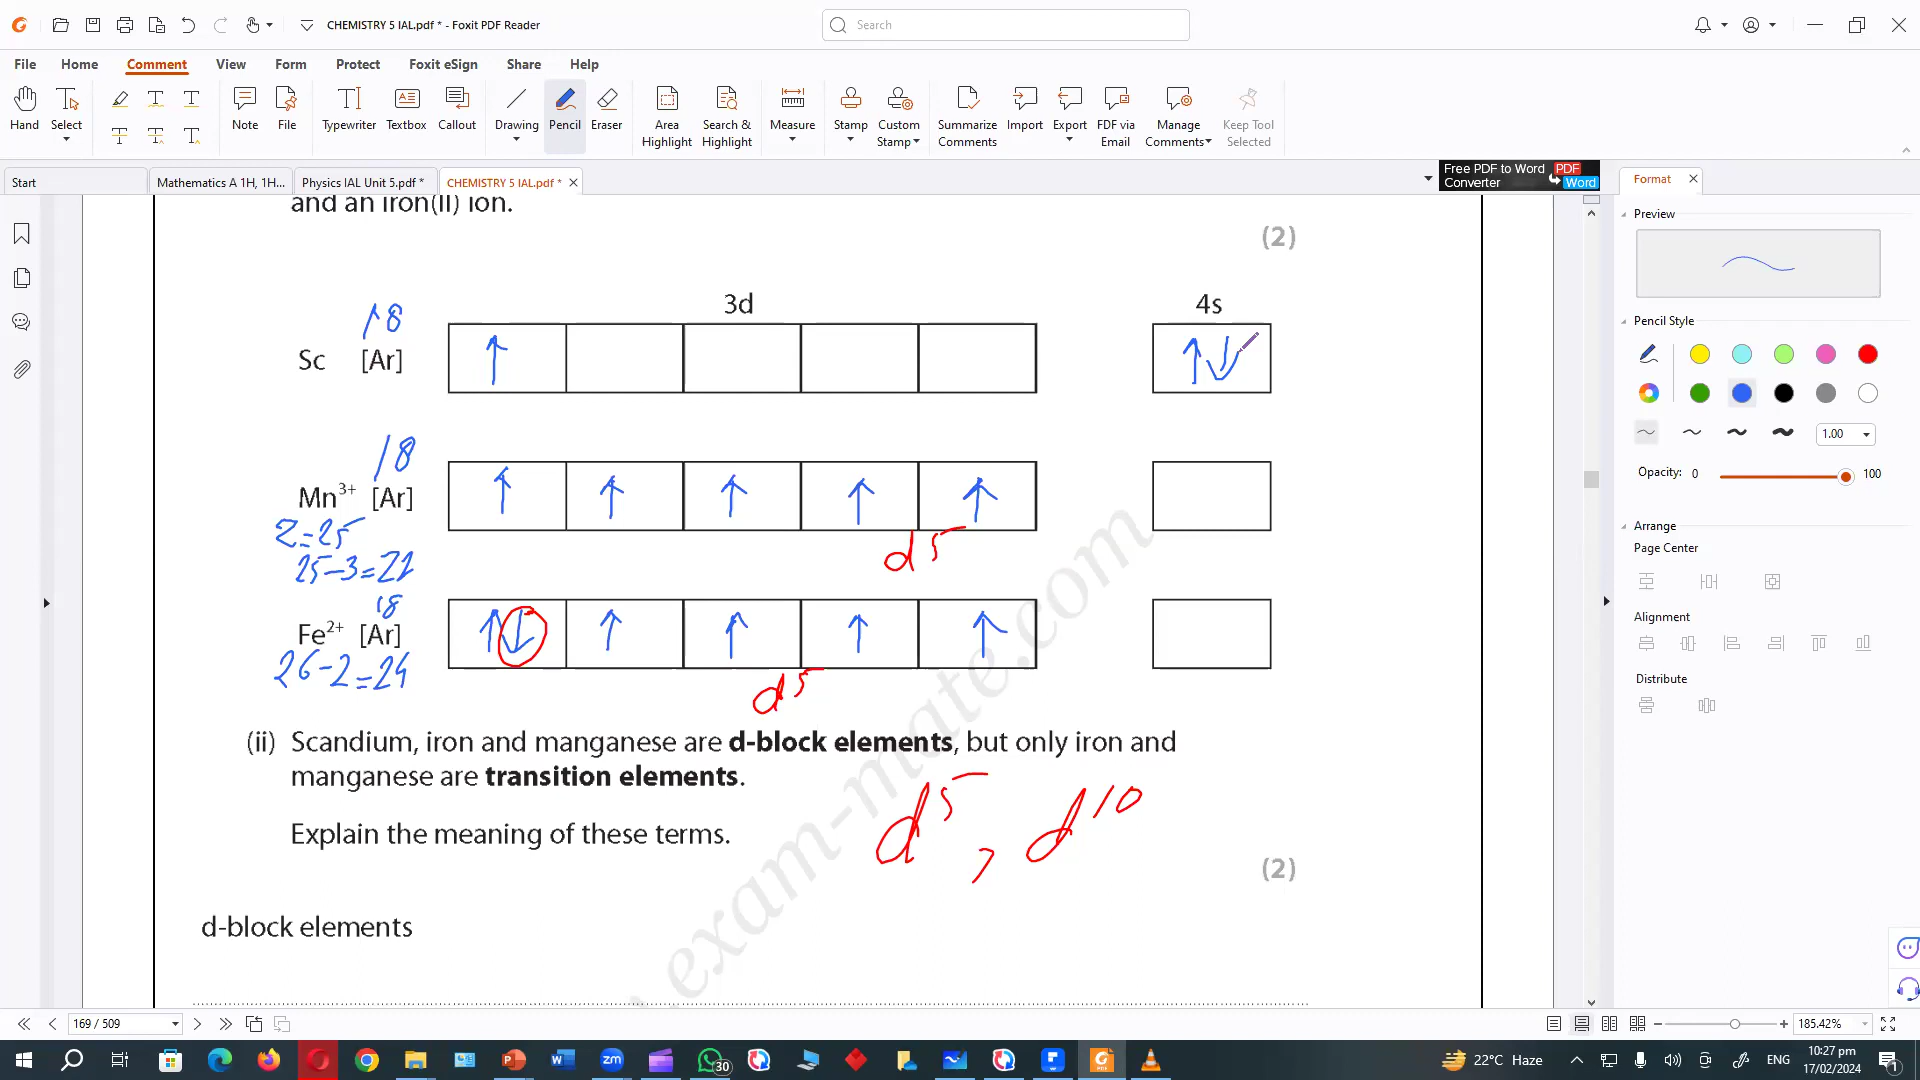 CHEMISTRY 5 IAL.pdf * - Foxit PDF Reader
Search
File Home Comment View Form Protect Foxit eSign Share Help
Hand Select Note File Typewriter Textbox Callout Drawing Pencil Eraser Area Highlight Search & Highlight Measure Stamp Custom Stamp Summarize Comments Import Export FDF via Email Manage Comments Keep Tool Selected
Start Mathematics A 1H, 1H... Physics IAL Unit 5.pdf * CHEMISTRY 5 IAL.pdf *
Free PDF to Word Converter PDF Word
and an iron(II) ion.
(2)
3d 4s
18
Sc [Ar]
18
Mn3+ [Ar]
Z=25
25-3=22
d5
18
Fe2+ [Ar]
26-2=24
d5
(ii) Scandium, iron and manganese are d-block elements, but only iron and
manganese are transition elements.
d5, d10
Explain the meaning of these terms.
(2)
d-block elements
exam-mate.com
Format
Preview
Pencil Style
1.00
Opacity: 0 100
Arrange
Page Center
Alignment
Distribute
169 / 509
185.42%
30
22°C Haze
ENG
10:27 pm
17/02/2024
1